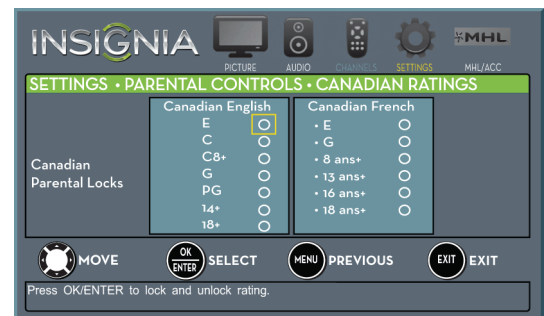 INSIGNIA
PICTURE AUDIO CHANNELS SETTINGS MHL MHL/ACC
SETTINGS • PARENTAL CONTROLS • CANADIAN RATINGS
Canadian Parental Locks
Canadian English
E
C
C8+
G
PG
14+
18+
Canadian French
• E
• G
• 8 ans+
• 13 ans+
• 16 ans+
• 18 ans+
MOVE OK ENTER SELECT MENU PREVIOUS EXIT EXIT
Press OK/ENTER to lock and unlock rating.